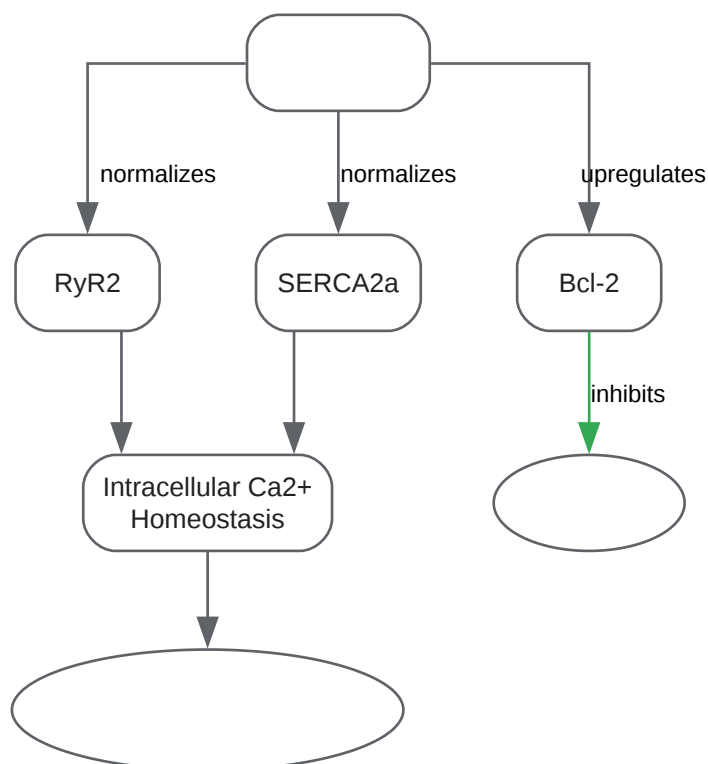 normalizes
normalizes
upregulates
RyR2
SERCA2a
Bcl-2
inhibits
Intracellular Ca2+
Homeostasis